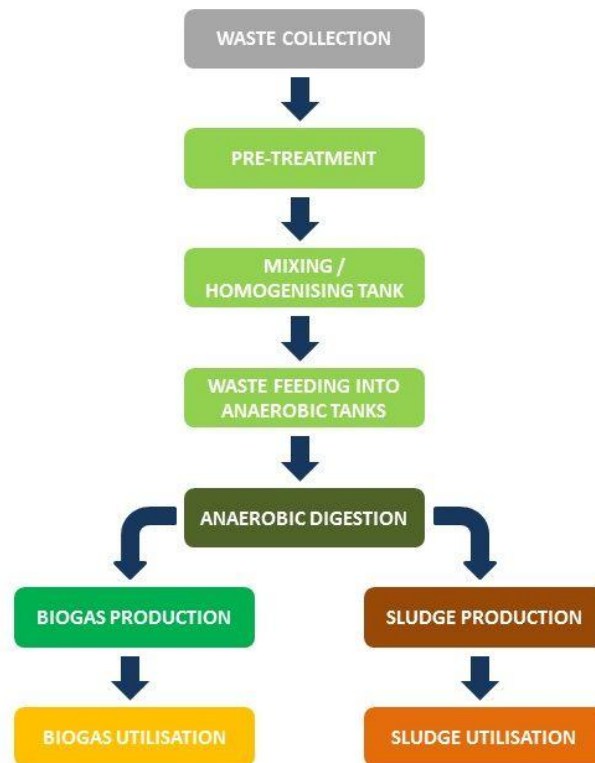 WASTE COLLECTION
PRE-TREATMENT
MIXING /
HOMOGENISING TANK
WASTE FEEDING INTO
ANAEROBIC TANKS
ANAEROBIC DIGESTION
BIOGAS PRODUCTION
SLUDGE PRODUCTION
BIOGAS UTILISATION
SLUDGE UTILISATION